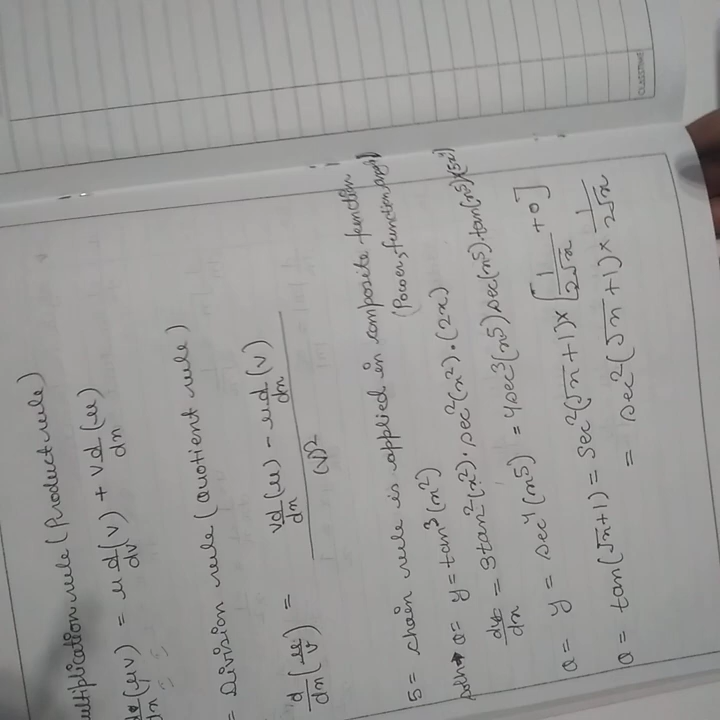 ultiplication rule (Product rule)
d/dx (uv) = u d/dv (v) + v d/dx (u)
= Division rule (Quotient rule)
d/dx (u/v) = v d/dx (u) - u d/dx (v) / (v)²
5 = chain rule is applied in composite function
(Power, function, angle)
Q = y = tan³(x²)
dy/dx = 3tan²(x²) · sec²(x²) · (2x)
Q = y = sec⁴(x⁵) = 4sec³(x⁵) sec(x⁵) · tan(x⁵) × (5x⁴)
Q = tan(√x+1) = sec²(√x+1) × [1/2√x + 0]
= sec²(√x+1) × 1/2√x
CLASSTIME